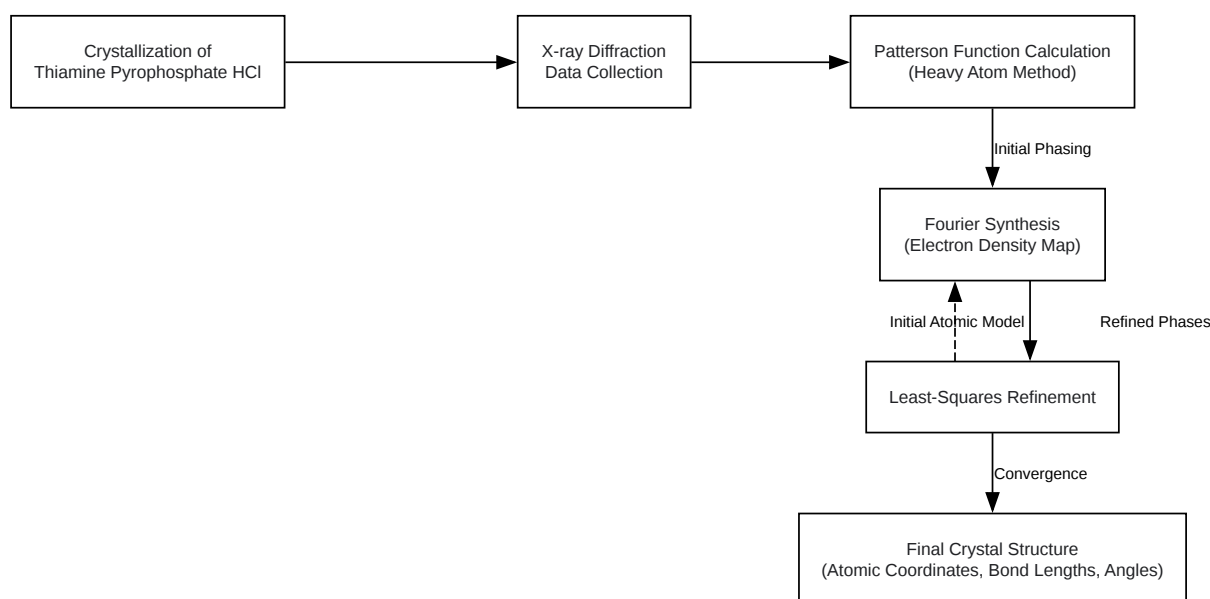 Crystallization of
Thiamine Pyrophosphate HCl
X-ray Diffraction
Data Collection
Patterson Function Calculation
(Heavy Atom Method)
Initial Phasing
Fourier Synthesis
(Electron Density Map)
Initial Atomic Model
Refined Phases
Least-Squares Refinement
Convergence
Final Crystal Structure
(Atomic Coordinates, Bond Lengths, Angles)